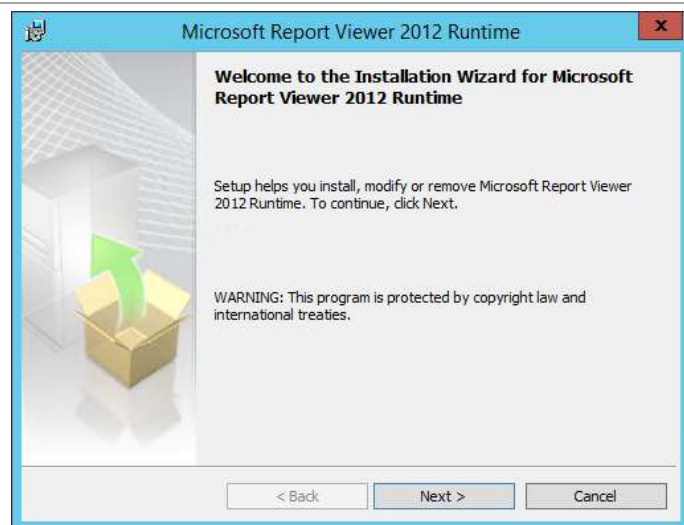 Microsoft Report Viewer 2012 Runtime
x
Welcome to the Installation Wizard for Microsoft
Report Viewer 2012 Runtime
Setup helps you install, modify or remove Microsoft Report Viewer
2012 Runtime. To continue, click Next.
WARNING: This program is protected by copyright law and
international treaties.
< Back
Next >
Cancel